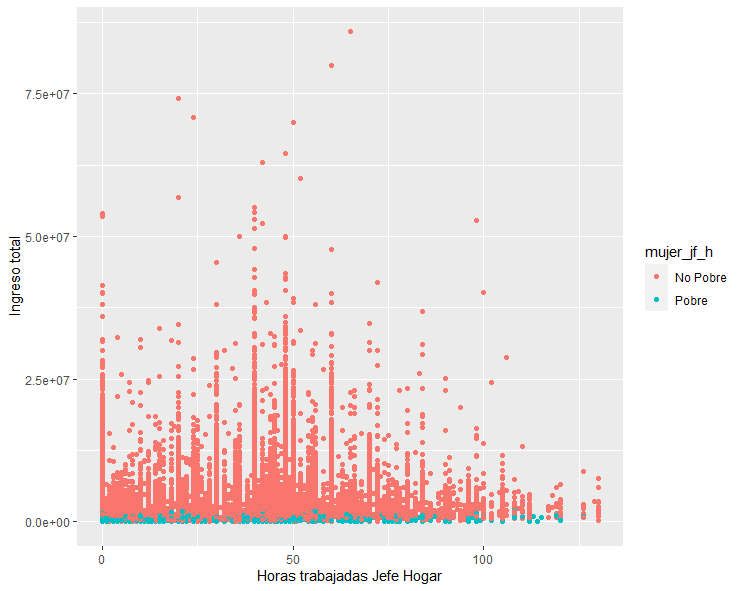 7.5e+07
5.0e+07
2.5e+07
0.0e+00
Ingreso total
0
50
100
Horas trabajadas Jefe Hogar
mujer_jf_h
No Pobre
Pobre